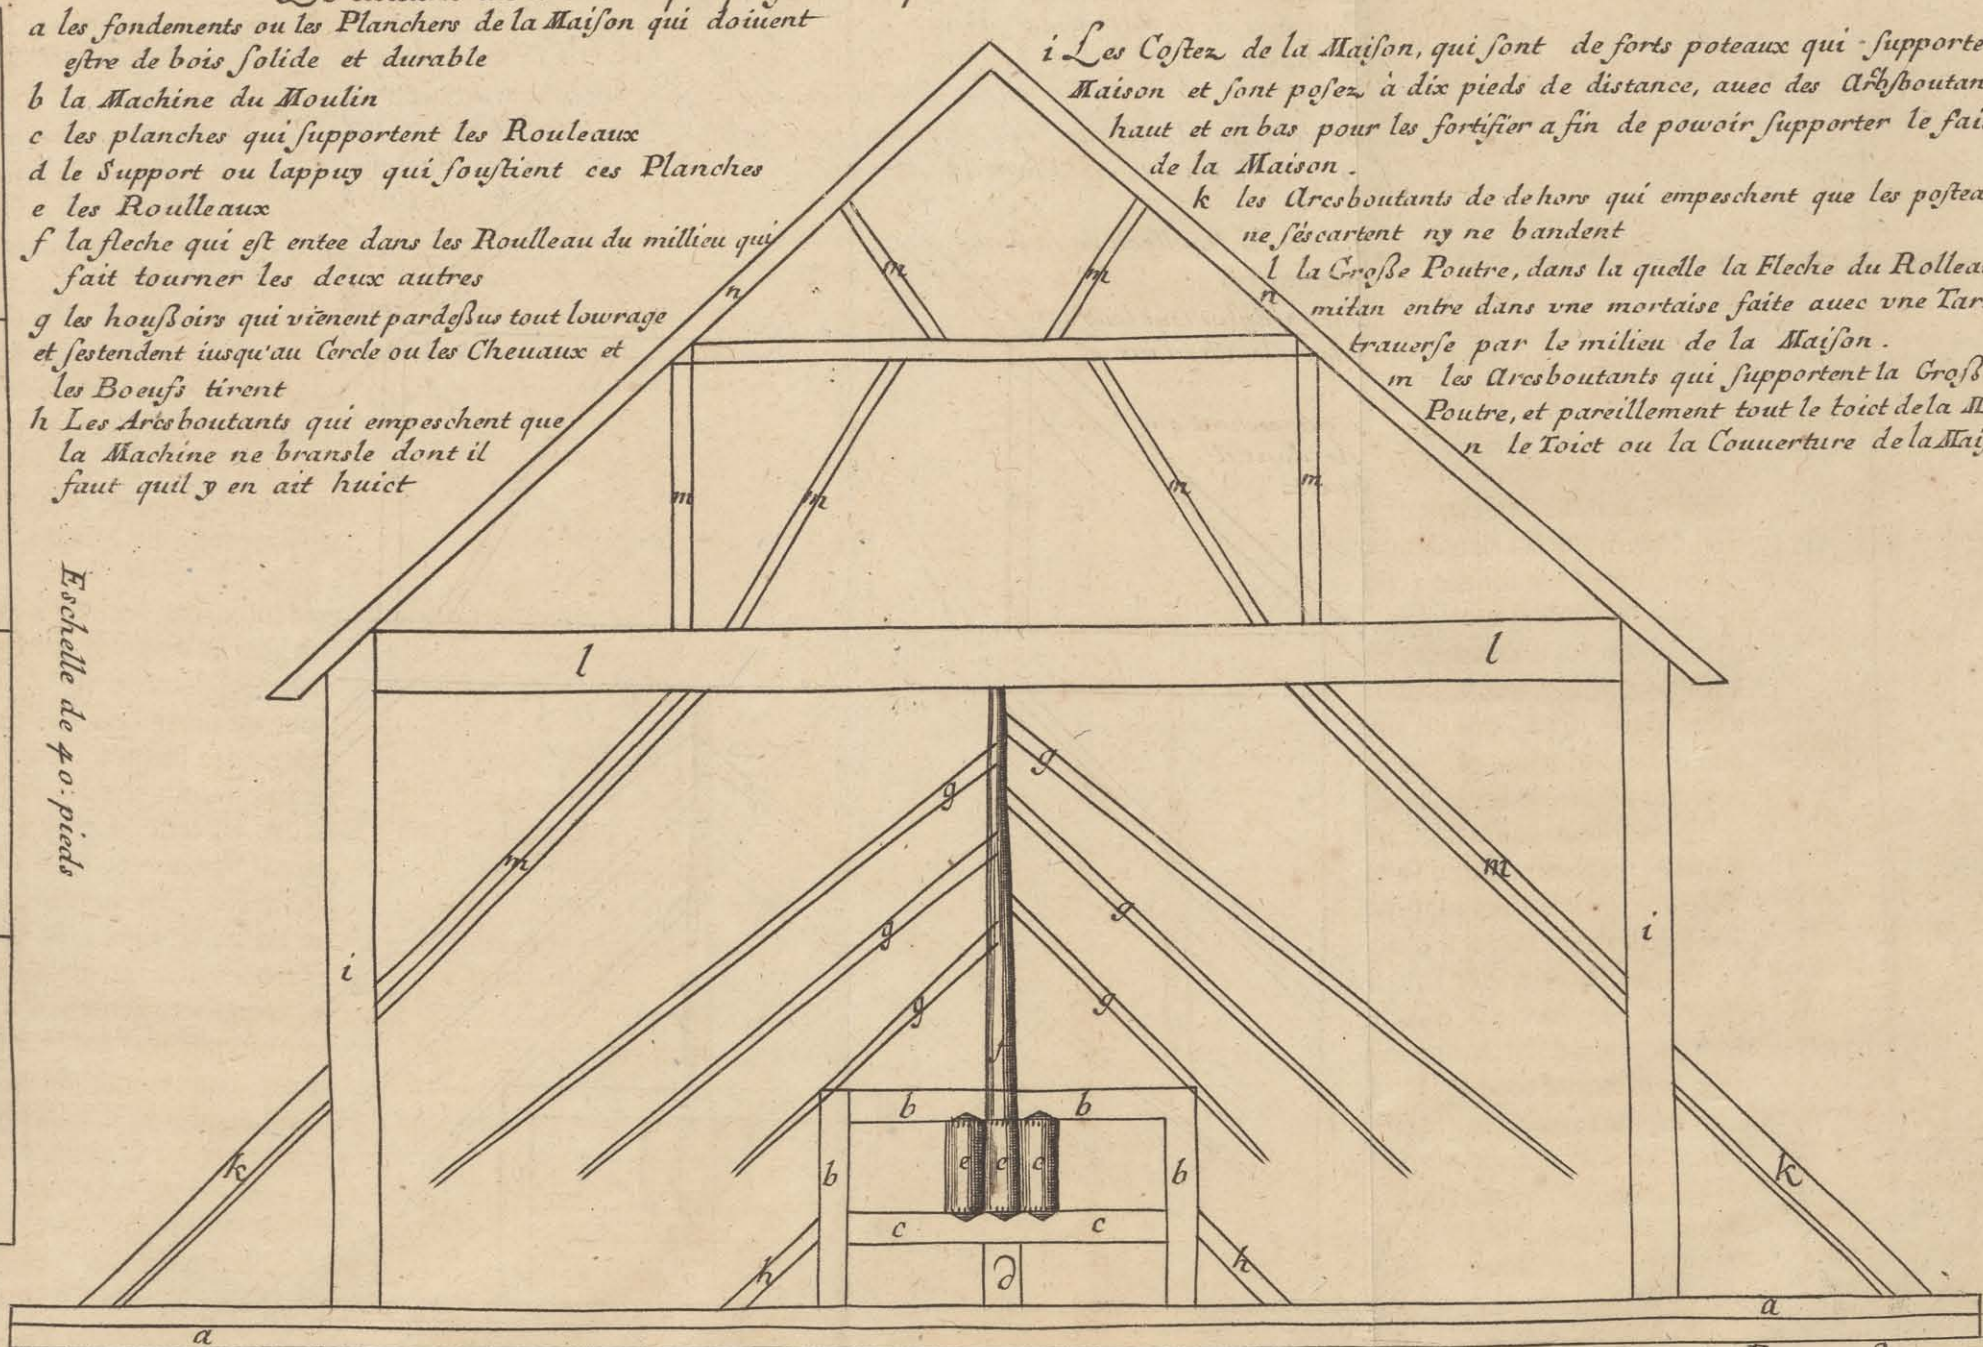 a les fondements ou les Planchers de la Maiſon qui doiuent
eſtre de bois ſolide et durable
b la Machine du Moulin
c les planches qui ſupportent les Rouleaux
d le Support ou lappuy qui ſouſtient ces Planches
e les Roulleaux
f la fleche qui eſt entee dans les Roulleau du millieu qui
fait tourner les deux autres
g les houßoirs qui viēnent pardeßus tout lowrage
et ſestendent iusqu'au Cercle ou les Cheuaux et
les Boeufs tirent
h Les Arcsboutants qui empeschent que
la Machine ne bransle dont il
faut quil y en ait huict
i Les Coſtez de la Maiſon, qui ſont de forts poteaux qui ſupporte
Maison et ſont poſez à dix pieds de distance, auec des Arcsboutan
haut et en bas pour les fortifier afin de powoir ſupporter le fai
de la Maison.
k les Arcsboutants de dehors qui empeschent que les poſtea
ne ſéscartent ny ne bandent
l la Große Poutre, dans la quelle la Fleche du Rollea
mitan entre dans vne mortaise faite auec vne Tar
trauerſe par le milieu de la Maiſon.
m les Arcsboutants qui ſupportent la Groß
Poutre, et pareillement tout le toict de la M
n le Toict ou la Couuerture de la Mai
Eschelle de 40: pieds
m m
n n
m m m m
l l
g g
m m
g g
i i
g g
f
b b
e e e
k b b k
c c
h d h
a a